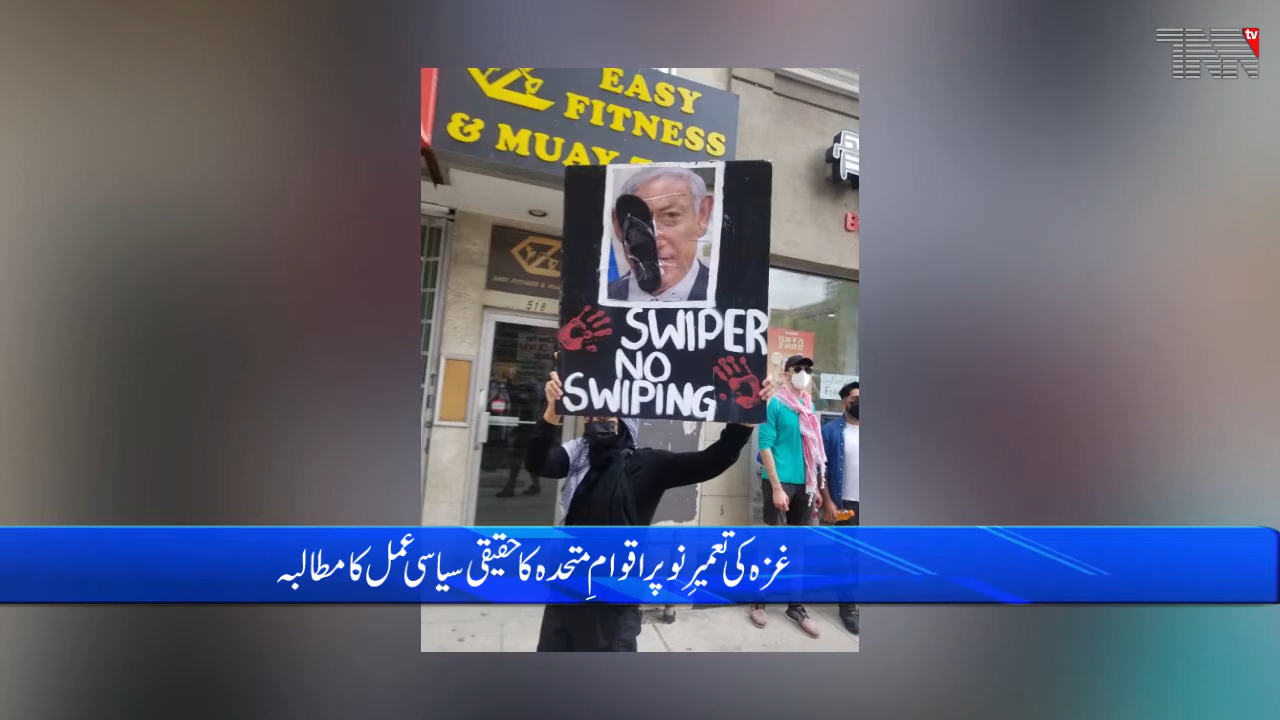 TNN tv
EASY
FITNESS
& MUAY
518
SWIPER
NO
SWIPING
غزہ کی تعمیرِ نو پر اقوامِ متحدہ کا حقیقی سیاسی عمل کا مطالبہ